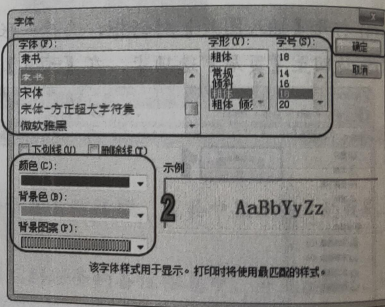 字体
字体(F): 字形(Y): 字号(S):
隶书 粗体 18
隶书 常规 14
宋体 倾斜 16
宋体-方正超大字符集 粗体 18
微软雅黑 粗体 倾斜 20
确定
取消
下划线(U) 删除线(T)
颜色(C):
背景色(B):
背景图案(P):
示例
2
AaBbYyZz
该字体样式用于显示。打印时将使用最匹配的样式。